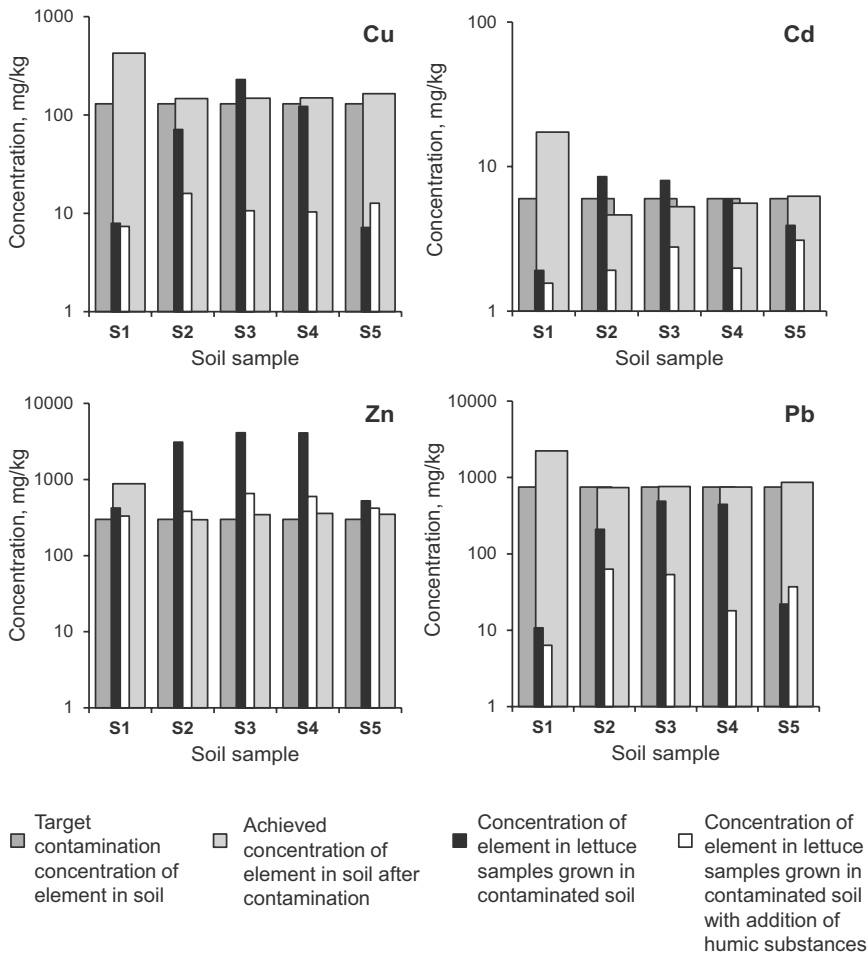 Cu
Concentration, mg/kg
1000
100
10
1
S1 S2 S3 S4 S5
Soil sample
Cd
Concentration, mg/kg
100
10
1
S1 S2 S3 S4 S5
Soil sample
Zn
Concentration, mg/kg
10000
1000
100
10
1
S1 S2 S3 S4 S5
Soil sample
Pb
Concentration, mg/kg
10000
1000
100
10
1
S1 S2 S3 S4 S5
Soil sample
Target
contamination
concentration of
element in soil
Achieved
concentration of
element in soil after
contamination
Concentration of
element in lettuce
samples grown in
contaminated soil
Concentration of
element in lettuce
samples grown in
contaminated soil
with addition of
humic substances